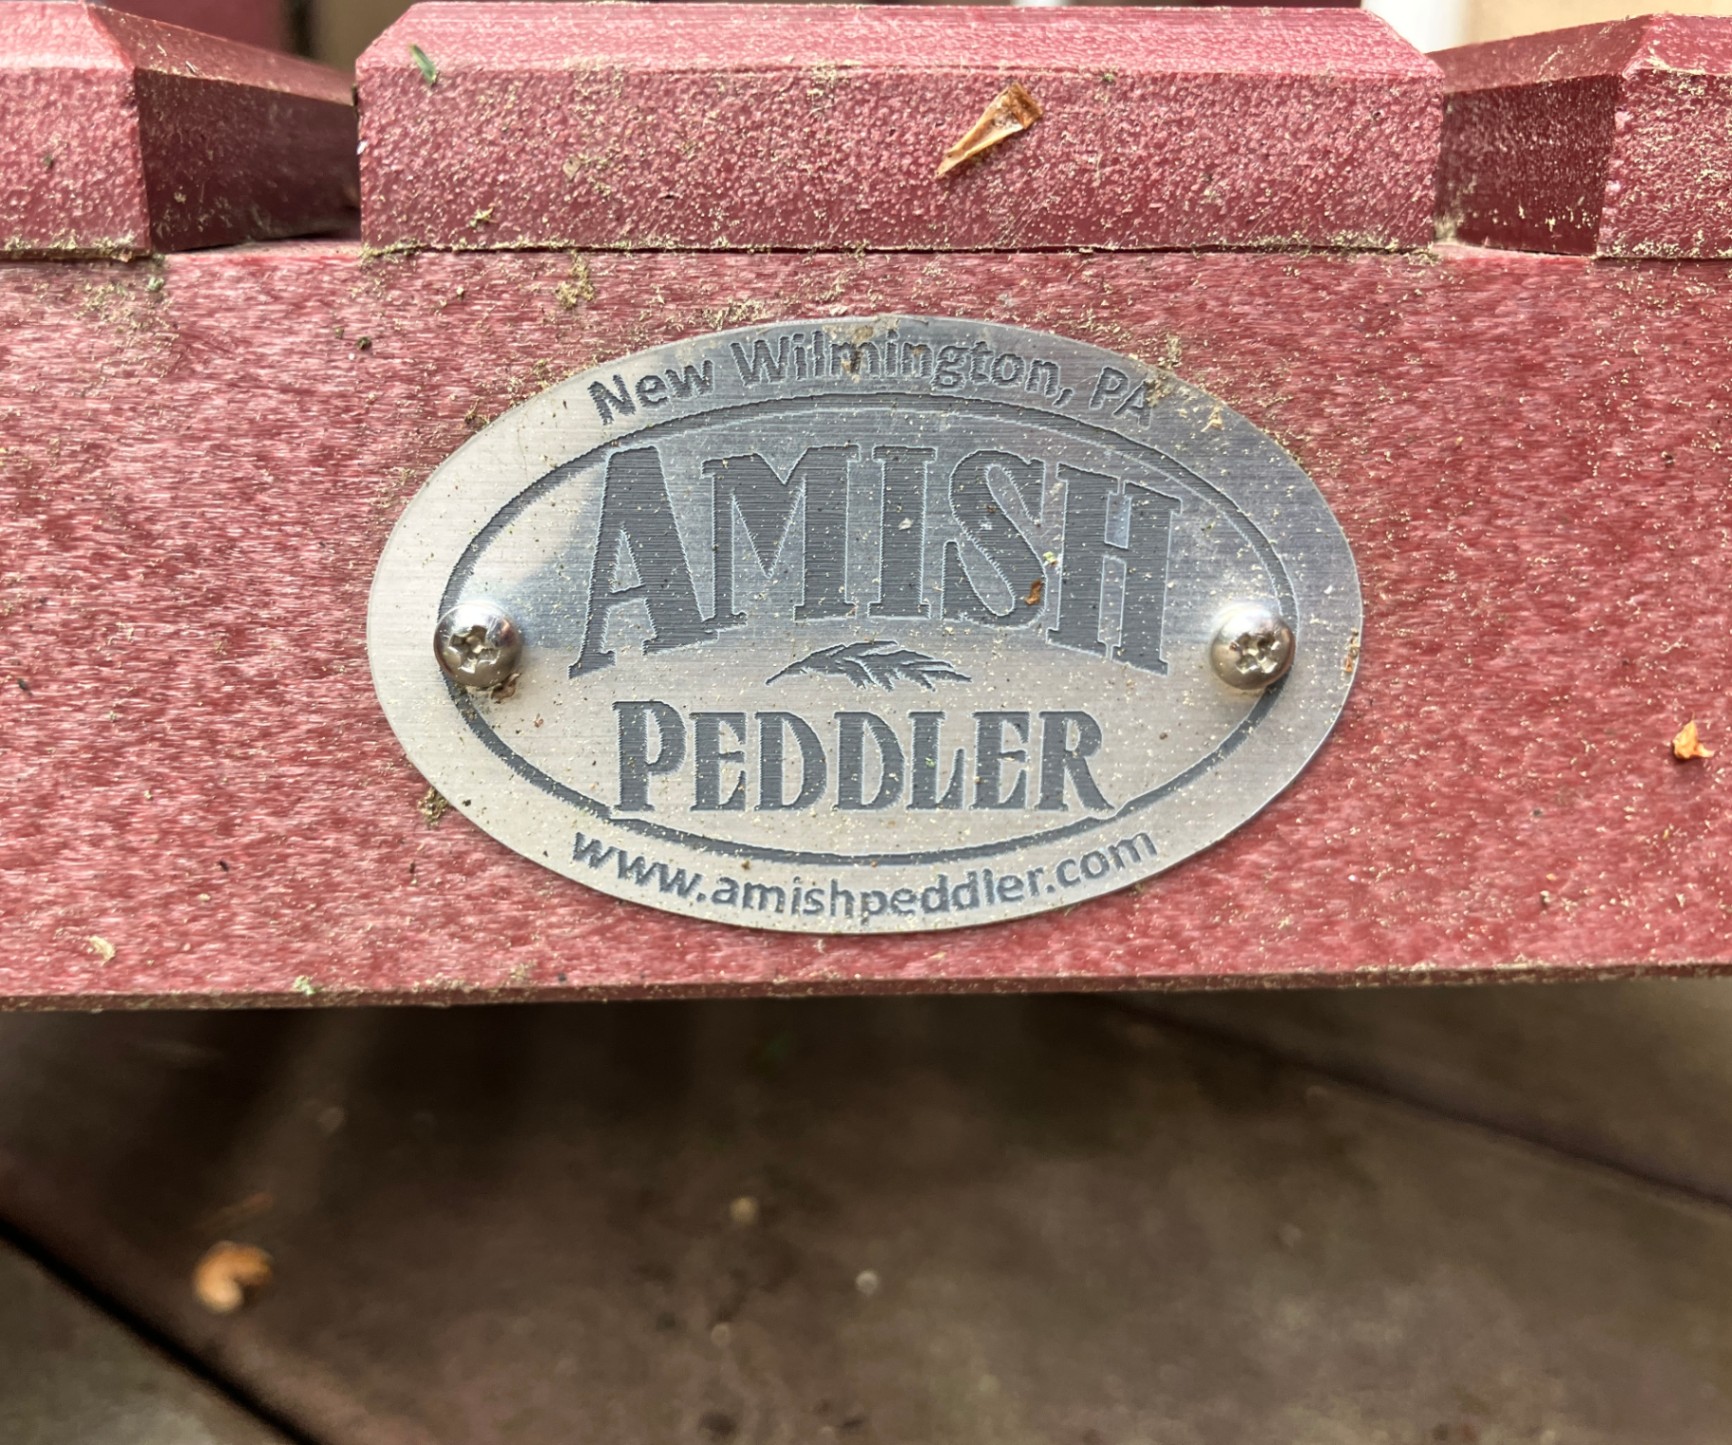 New Wilmington, PA
AMISH
PEDDLER
www.amishpeddler.com